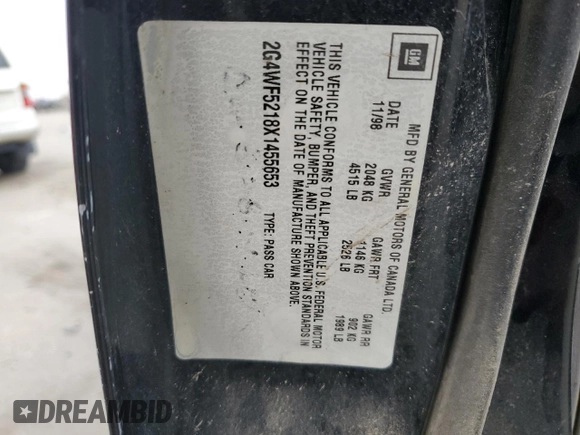 GM
MFD BY GENERAL MOTORS OF CANADA LTD.
DATE GVWR GAWR FRT GAWR RR
11/98 2048 KG 1146 KG 902 KG
4515 LB 2526 LB 1989 LB
THIS VEHICLE CONFORMS TO ALL APPLICABLE U.S. FEDERAL MOTOR
VEHICLE SAFETY, BUMPER, AND THEFT PREVENTION STANDARDS IN
EFFECT ON THE DATE OF MANUFACTURE SHOWN ABOVE.
2G4WF5218X1455653 TYPE: PASS CAR
DREAMBID